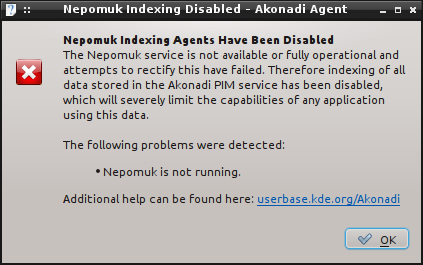 Nepomuk Indexing Disabled - Akonadi Agent
Nepomuk Indexing Agents Have Been Disabled
The Nepomuk service is not available or fully operational and
attempts to rectify this have failed. Therefore indexing of all
data stored in the Akonadi PIM service has been disabled,
which will severely limit the capabilities of any application
using this data.
The following problems were detected:
• Nepomuk is not running.
Additional help can be found here: userbase.kde.org/Akonadi
OK